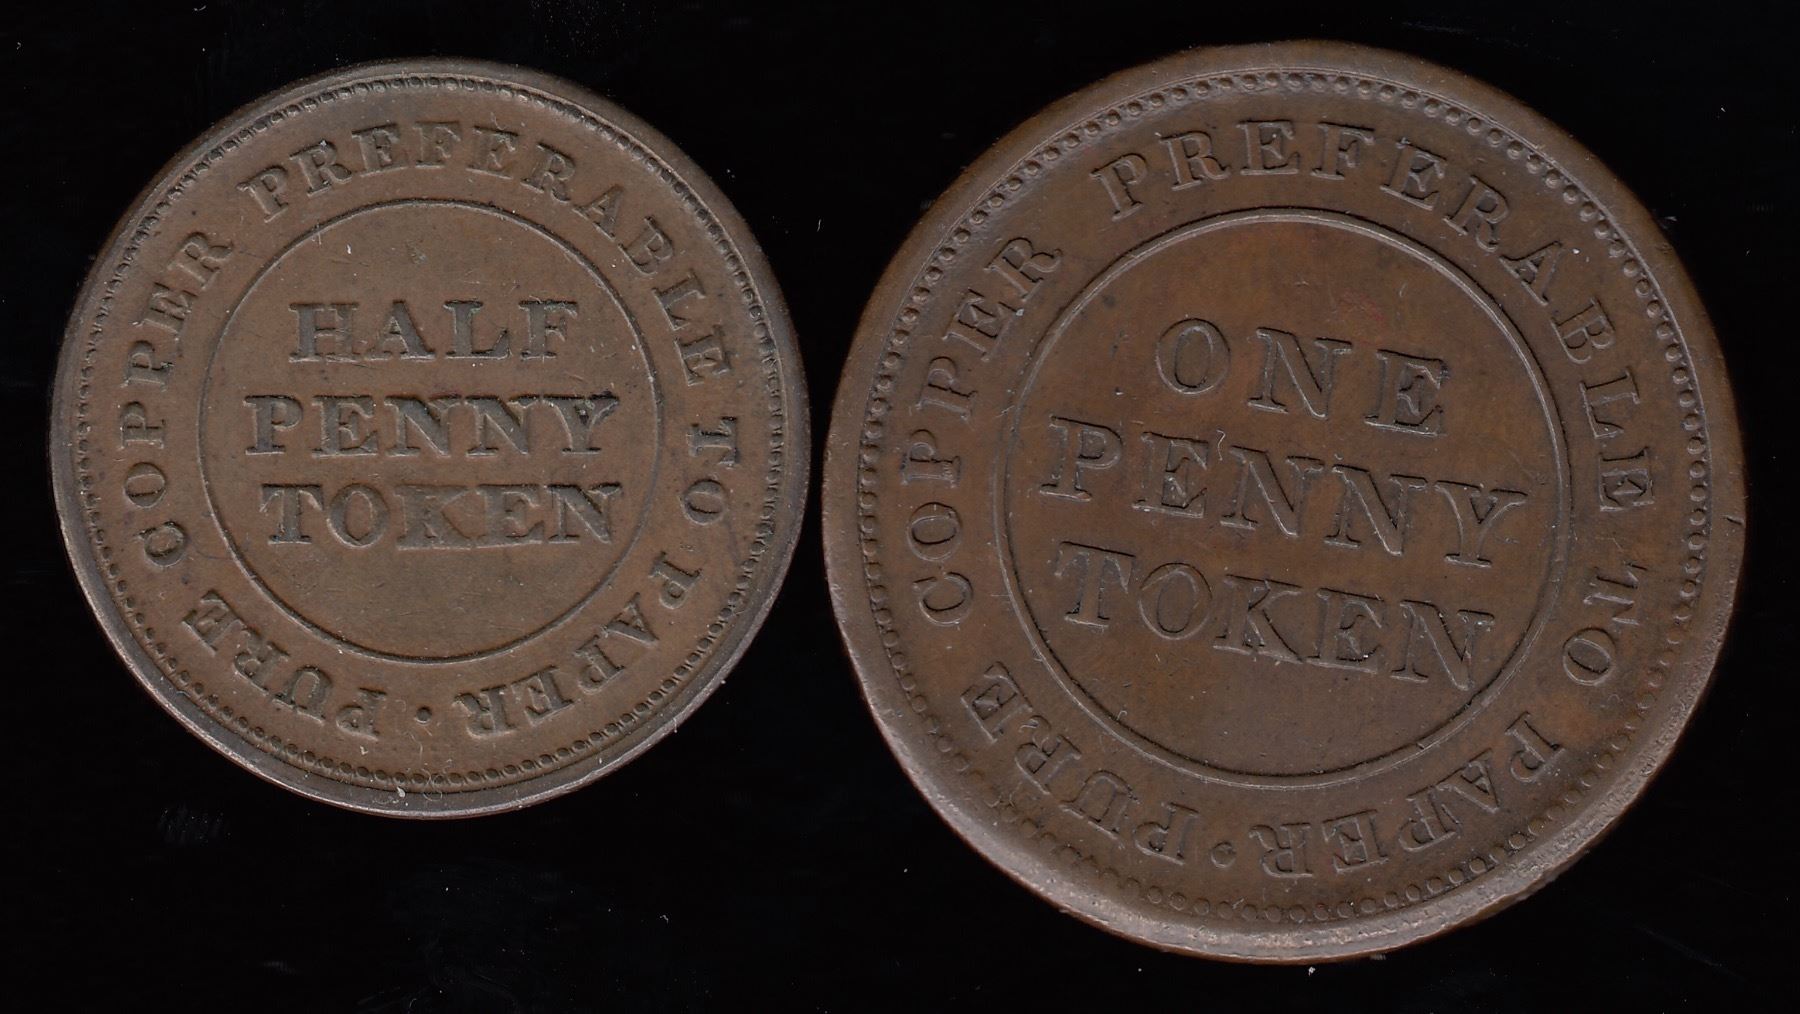 PURE COPPER PREFERABLE TO PAPER ·
HALF
PENNY
TOKEN
PURE COPPER PREFERABLE TO PAPER ·
ONE
PENNY
TOKEN